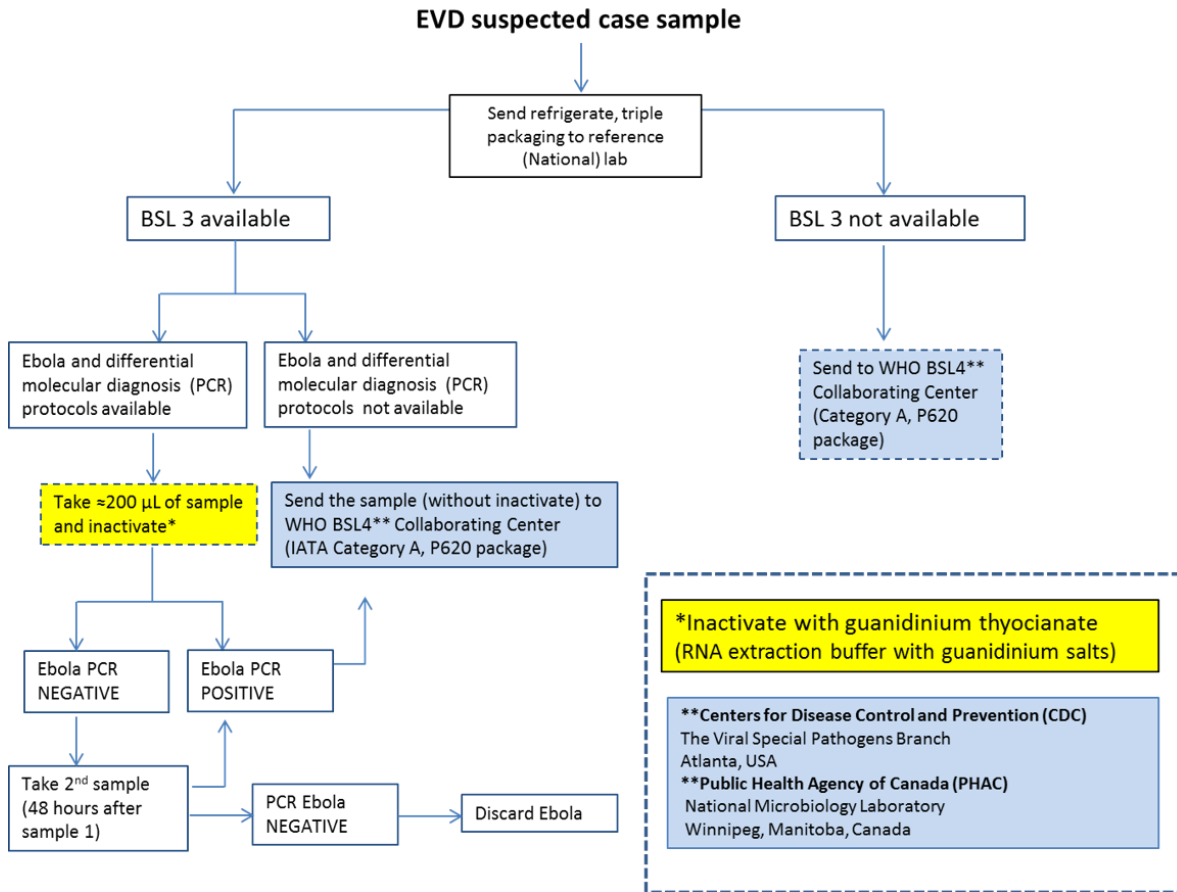 EVD suspected case sample
Send refrigerate, triple
packaging to reference
(National) lab
BSL 3 available
BSL 3 not available
Ebola and differential
molecular diagnosis (PCR)
protocols available
Ebola and differential
molecular diagnosis (PCR)
protocols not available
Send to WHO BSL4**
Collaborating Center
(Category A, P620
package)
Take ≈200 µL of sample
and inactivate*
Send the sample (without inactivate) to
WHO BSL4** Collaborating Center
(IATA Category A, P620 package)
Ebola PCR
NEGATIVE
Ebola PCR
POSITIVE
Take 2nd sample
(48 hours after
sample 1)
PCR Ebola
NEGATIVE
Discard Ebola
*Inactivate with guanidinium thyocianate
(RNA extraction buffer with guanidinium salts)
**Centers for Disease Control and Prevention (CDC)
The Viral Special Pathogens Branch
Atlanta, USA
**Public Health Agency of Canada (PHAC)
National Microbiology Laboratory
Winnipeg, Manitoba, Canada